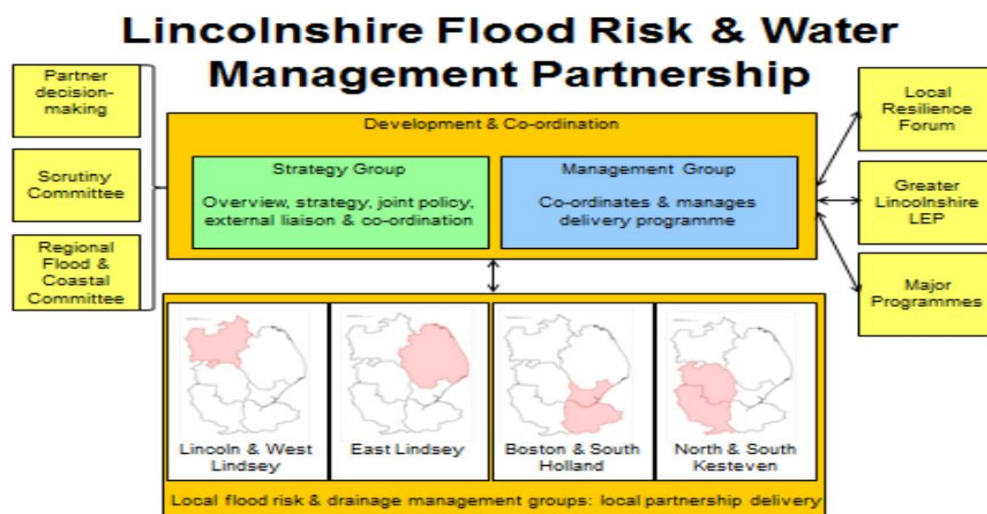 Lincolnshire Flood Risk & Water
Management Partnership
Partner
decision-
making
Scrutiny
Committee
Regional
Flood &
Coastal
Committee
Development & Co-ordination
Strategy Group
Overview, strategy, joint policy,
external liaison & co-ordination
Management Group
Co-ordinates & manages
delivery programme
Local
Resilience
Forum
Greater
Lincolnshire
LEP
Major
Programmes
Lincoln & West
Lindsey
East Lindsey
Boston & South
Holland
North & South
Kesteven
Local flood risk & drainage management groups: local partnership delivery